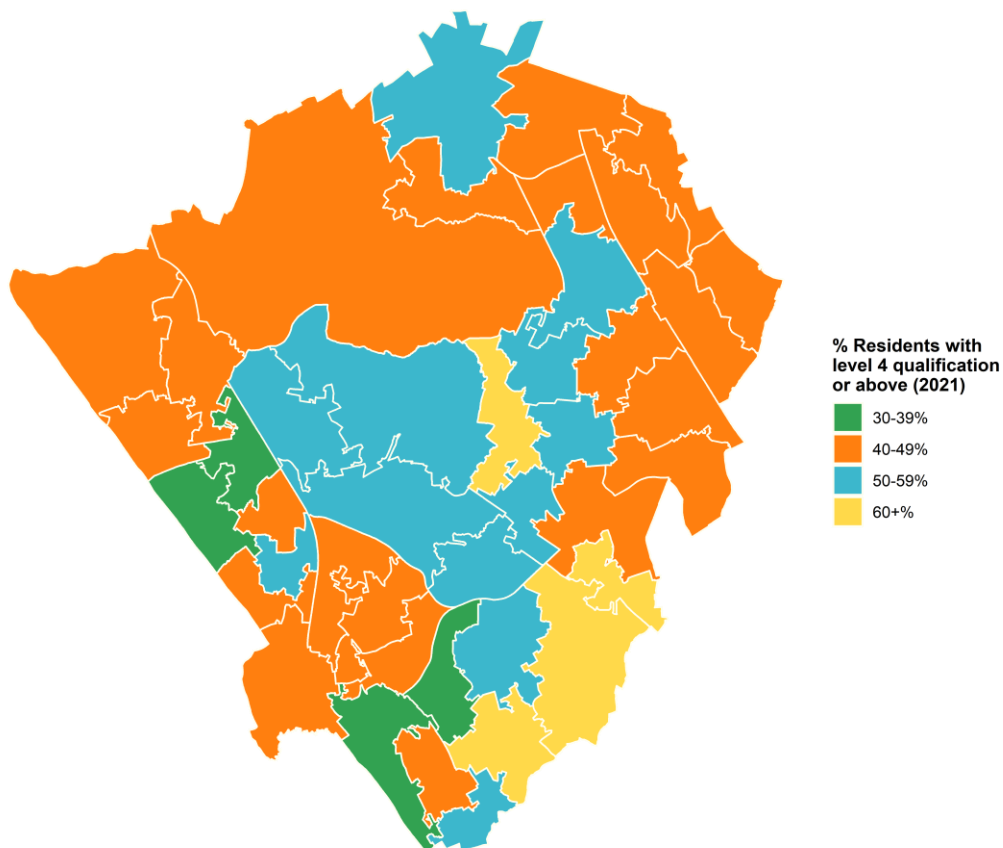 % Residents with
level 4 qualification
or above (2021)
30-39%
40-49%
50-59%
60+%